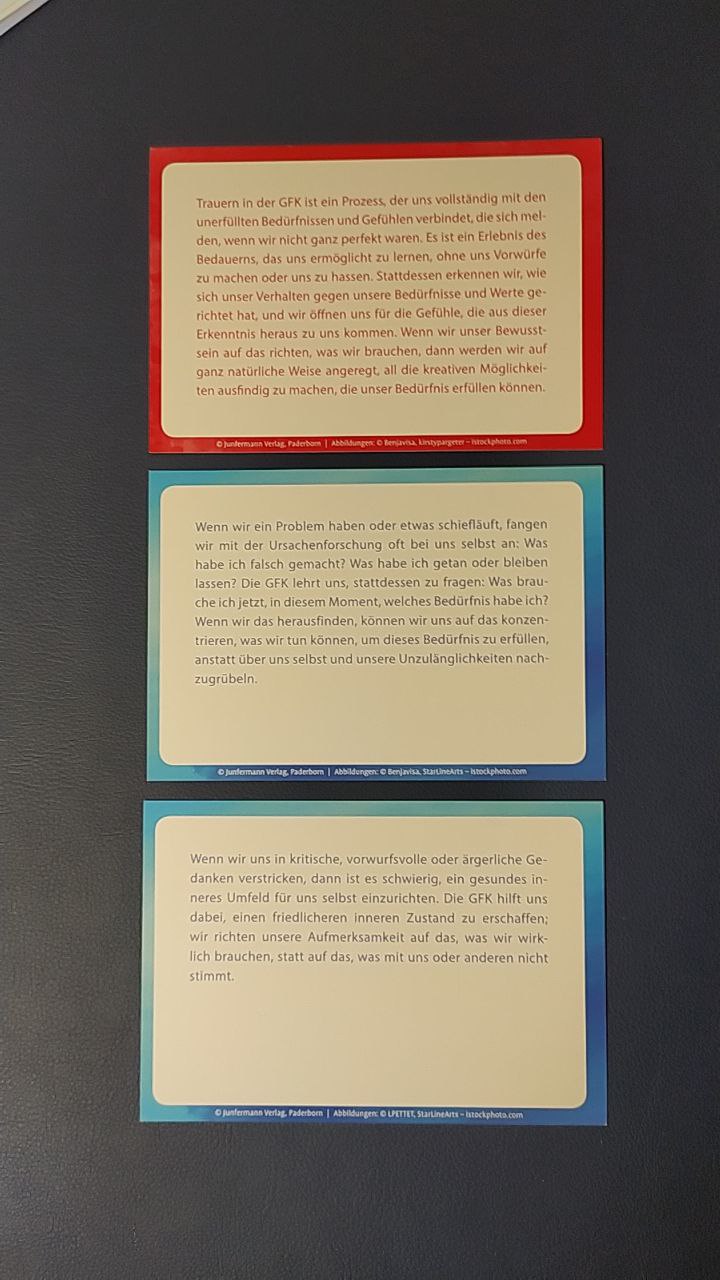 Trauern in der GFK ist ein Prozess, der uns vollständig mit den
unerfüllten Bedürfnissen und Gefühlen verbindet, die sich mel-
den, wenn wir nicht ganz perfekt waren. Es ist ein Erlebnis des
Bedauerns, das uns ermöglicht zu lernen, ohne uns Vorwürfe
zu machen oder uns zu hassen. Stattdessen erkennen wir, wie
sich unser Verhalten gegen unsere Bedürfnisse und Werte ge-
richtet hat, und wir öffnen uns für die Gefühle, die aus dieser
Erkenntnis heraus zu uns kommen. Wenn wir unser Bewusst-
sein auf das richten, was wir brauchen, dann werden wir auf
ganz natürliche Weise angeregt, all die kreativen Möglichkei-
ten ausfindig zu machen, die unser Bedürfnis erfüllen können.
© Junfermann Verlag, Paderborn | Abbildungen: © Benjavisa, kirstypargeter – istockphoto.com
Wenn wir ein Problem haben oder etwas schiefläuft, fangen
wir mit der Ursachenforschung oft bei uns selbst an: Was
habe ich falsch gemacht? Was habe ich getan oder bleiben
lassen? Die GFK lehrt uns, stattdessen zu fragen: Was brau-
che ich jetzt, in diesem Moment, welches Bedürfnis habe ich?
Wenn wir das herausfinden, können wir uns auf das konzen-
trieren, was wir tun können, um dieses Bedürfnis zu erfüllen,
anstatt über uns selbst und unsere Unzulänglichkeiten nach-
zugrübeln.
© Junfermann Verlag, Paderborn | Abbildungen: © Benjavisa, StarLineArts – istockphoto.com
Wenn wir uns in kritische, vorwurfsvolle oder ärgerliche Ge-
danken verstricken, dann ist es schwierig, ein gesundes in-
neres Umfeld für uns selbst einzurichten. Die GFK hilft uns
dabei, einen friedlicheren inneren Zustand zu erschaffen;
wir richten unsere Aufmerksamkeit auf das, was wir wirk-
lich brauchen, statt auf das, was mit uns oder anderen nicht
stimmt.
© Junfermann Verlag, Paderborn | Abbildungen: © LPETTET, StarLineArts – istockphoto.com